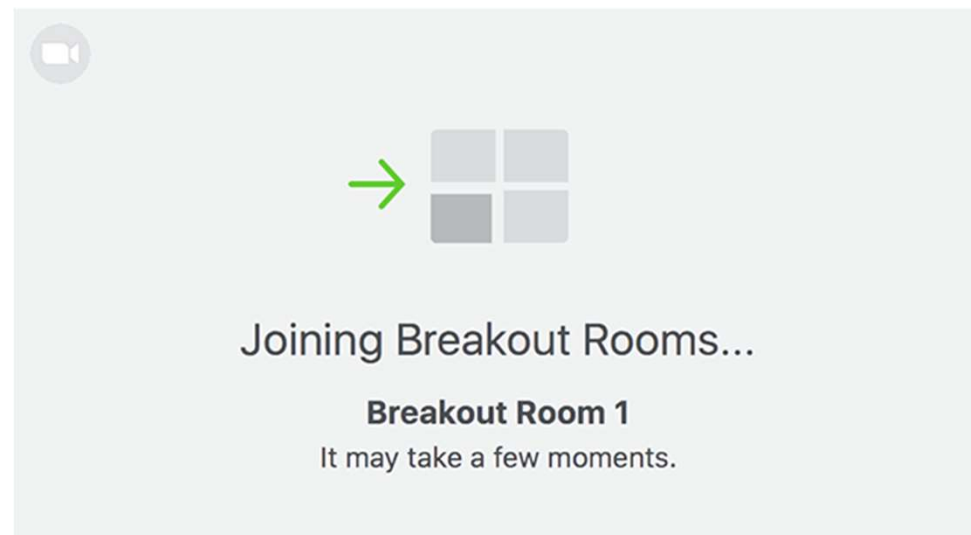 Joining Breakout Rooms...
Breakout Room 1
It may take a few moments.